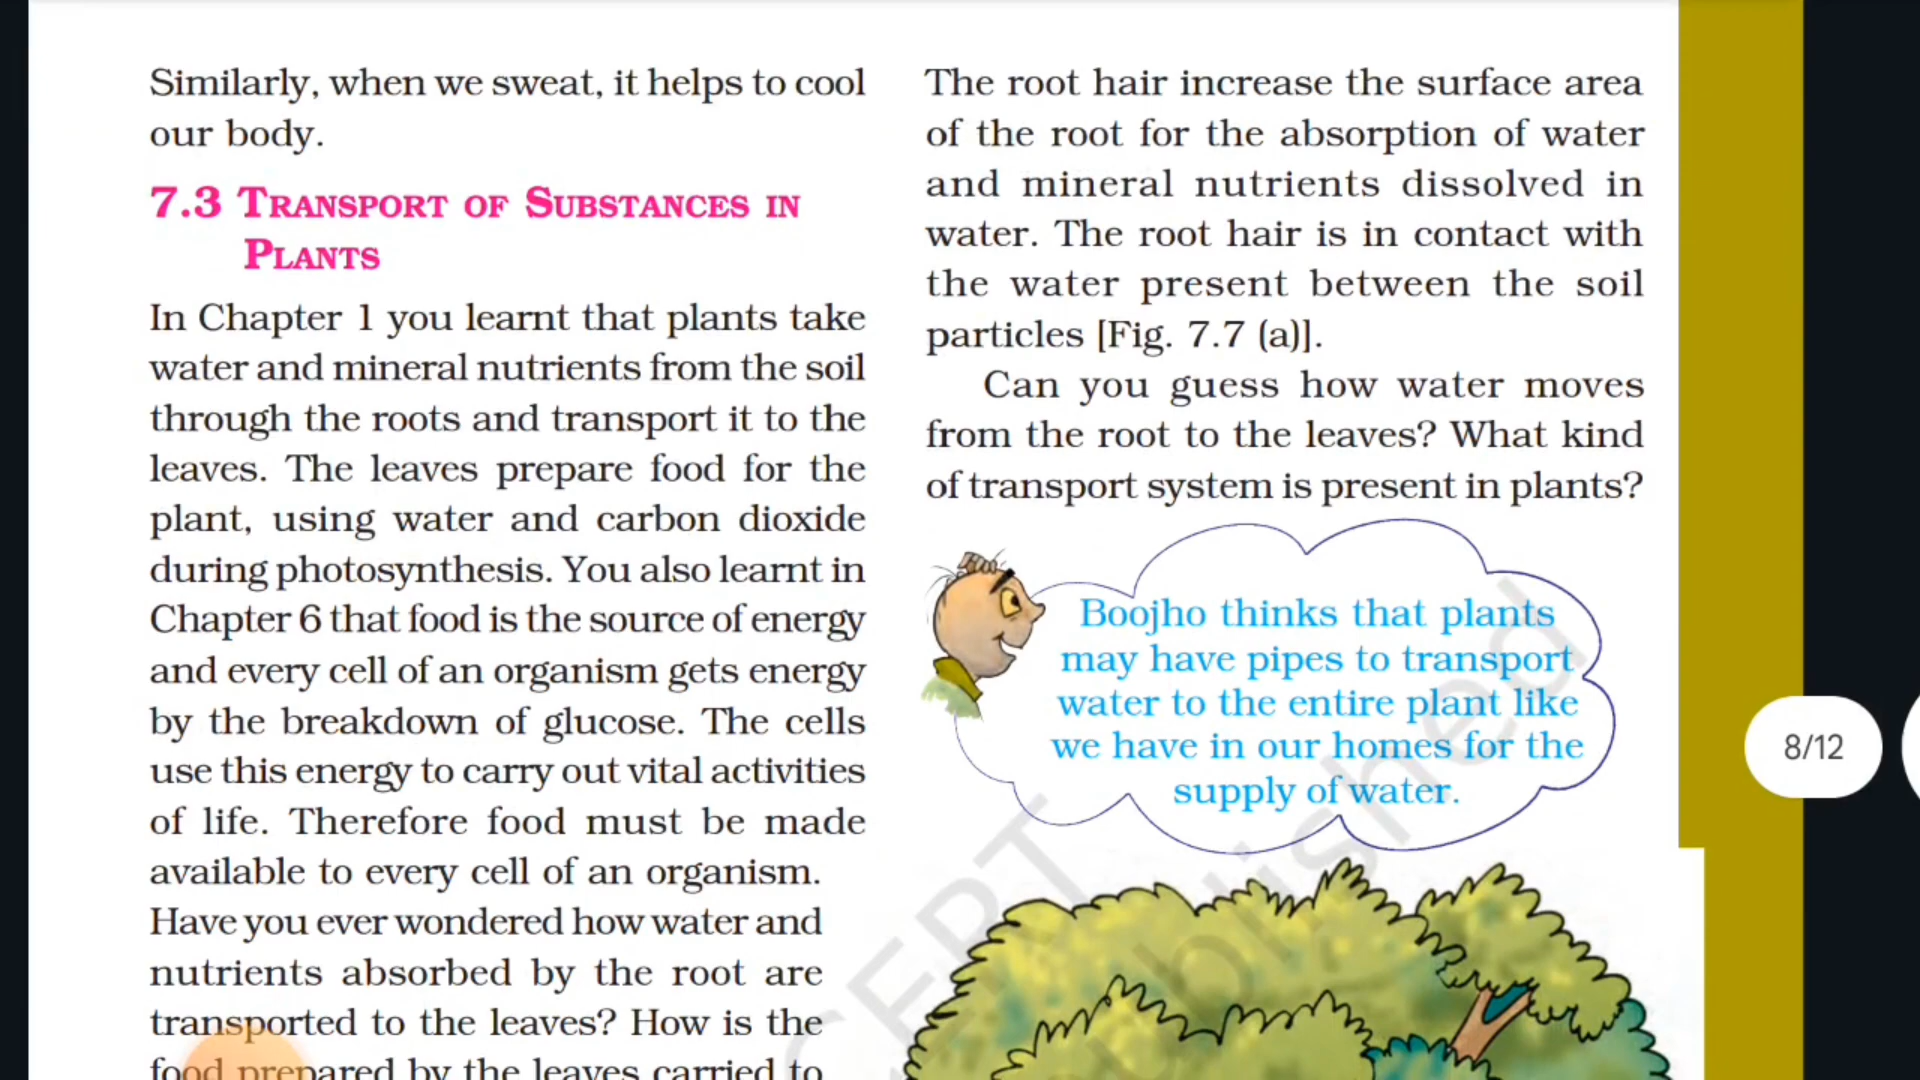 Similarly, when we sweat, it helps to cool
our body.
7.3 TRANSPORT OF SUBSTANCES IN
PLANTS
In Chapter 1 you learnt that plants take
water and mineral nutrients from the soil
through the roots and transport it to the
leaves. The leaves prepare food for the
plant, using water and carbon dioxide
during photosynthesis. You also learnt in
Chapter 6 that food is the source of energy
and every cell of an organism gets energy
by the breakdown of glucose. The cells
use this energy to carry out vital activities
of life. Therefore food must be made
available to every cell of an organism.
Have you ever wondered how water and
nutrients absorbed by the root are
transported to the leaves? How is the
food prepared by the leaves carried to
The root hair increase the surface area
of the root for the absorption of water
and mineral nutrients dissolved in
water. The root hair is in contact with
the water present between the soil
particles [Fig. 7.7 (a)].
Can you guess how water moves
from the root to the leaves? What kind
of transport system is present in plants?
Boojho thinks that plants
may have pipes to transport
water to the entire plant like
we have in our homes for the
supply of water.
8/12